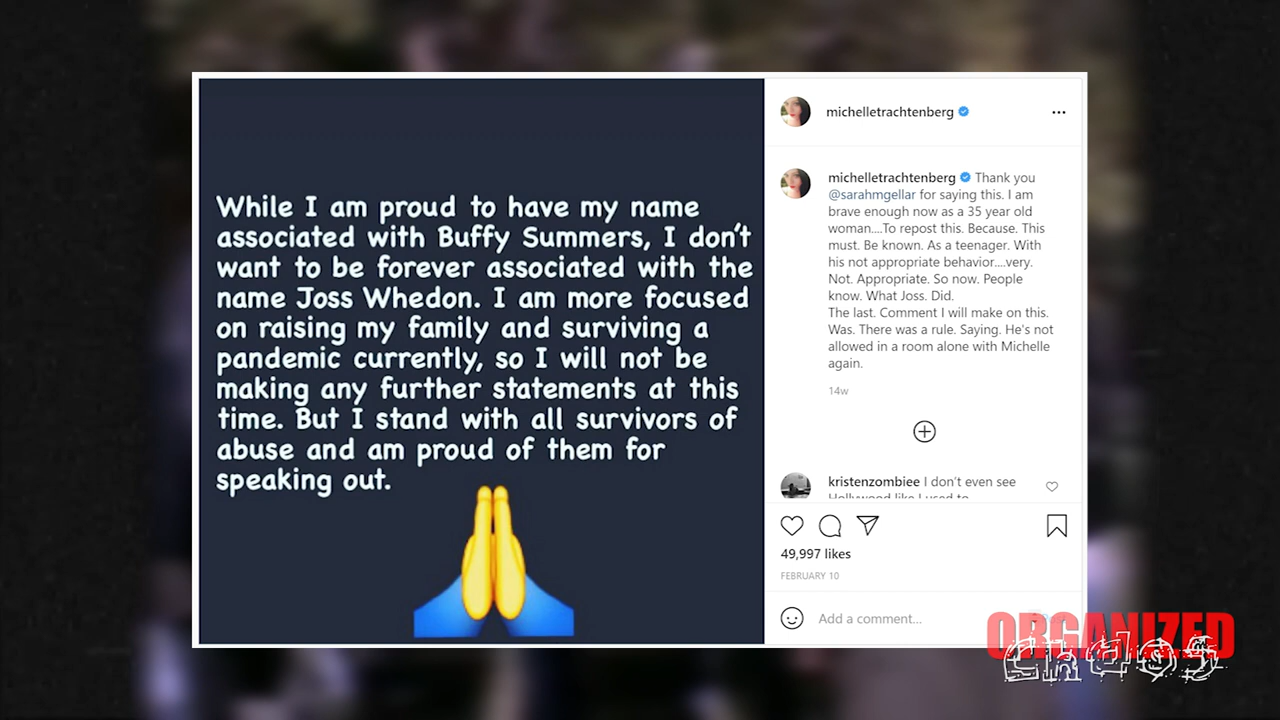 While I am proud to have my name
associated with Buffy Summers, I don't
want to be forever associated with the
name Joss Whedon. I am more focused
on raising my family and surviving a
pandemic currently, so I will not be
making any further statements at this
time. But I stand with all survivors of
abuse and am proud of them for
speaking out.
michelletrachtenberg
michelletrachtenberg Thank you
@sarahmgellar for saying this. I am
brave enough now as a 35 year old
woman....To repost this. Because. This
must. Be known. As a teenager. With
his not appropriate behavior....very.
Not. Appropriate. So now. People
know. What Joss. Did.
The last. Comment I will make on this.
Was. There was a rule. Saying. He's not
allowed in a room alone with Michelle
again.
14w
kristenzombiee I don't even see
Hollywood like I used to
49,997 likes
FEBRUARY 10
Add a comment...
ORGANIZED
CHAOS